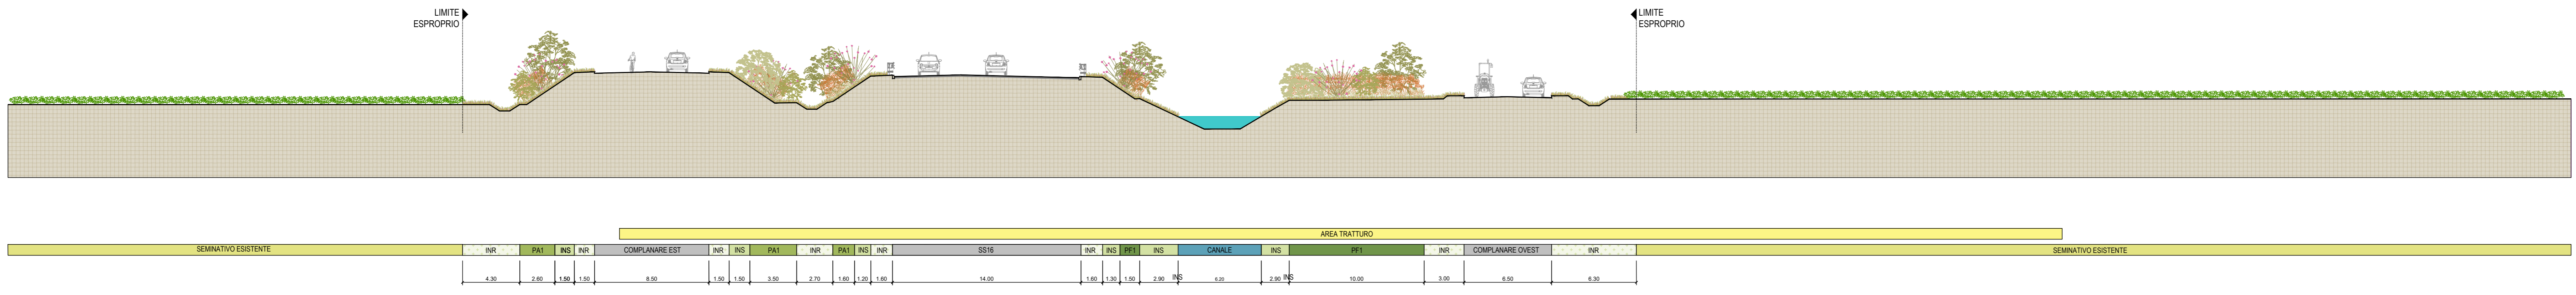 LIMITE
ESPROPRIO
LIMITE
ESPROPRIO
AREA TRATTURO
SEMINATIVO ESISTENTE INR PA1 INS INR COMPLANARE EST INR INS PA1 INR PA1 INS INR SS16 INR INS PF1 INS CANALE INS PF1 INR COMPLANARE OVEST INR SEMINATIVO ESISTENTE
4.30 2.60 1.50 1.50 8.50 1.50 1.50 3.50 2.70 1.60 1.20 1.60 14.00 1.60 1.30 1.50 2.90 INS 6.20 2.90 INS 10.00 3.00 6.50 6.30